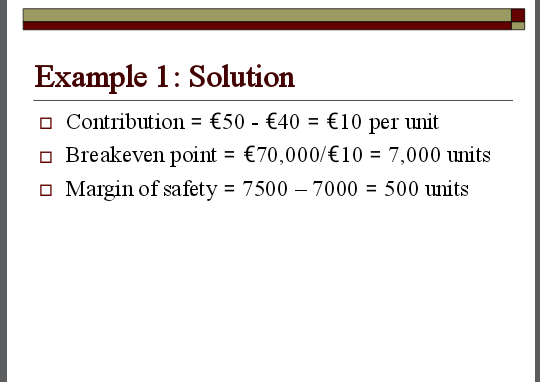 Example 1: Solution
Contribution = €50 - €40 = €10 per unit
Breakeven point = €70,000/€10 = 7,000 units
Margin of safety = 7500 – 7000 = 500 units